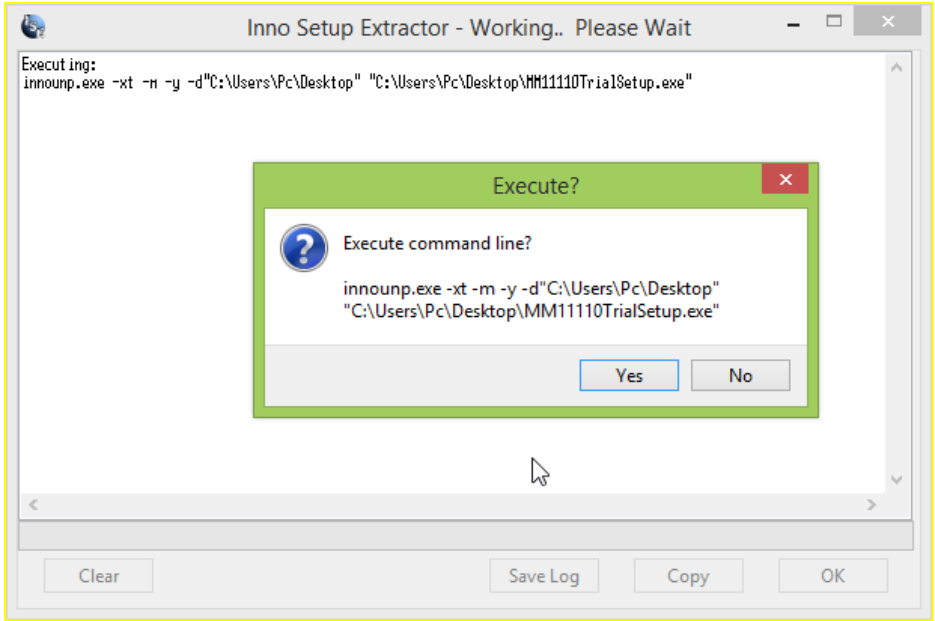 Inno Setup Extractor - Working.. Please Wait
Executing:
innounp.exe -xt -m -y -d"C:\Users\Pc\Desktop" "C:\Users\Pc\Desktop\MM11110TrialSetup.exe"
Execute?
Execute command line?
innounp.exe -xt -m -y -d"C:\Users\Pc\Desktop"
"C:\Users\Pc\Desktop\MM11110TrialSetup.exe"
Yes No
Clear Save Log Copy OK